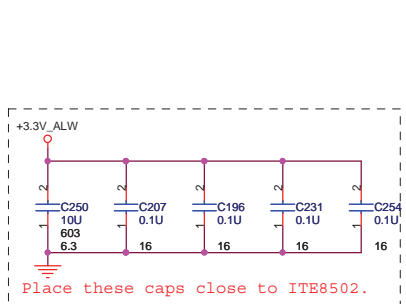 +3.3V_ALW
2 2 2 2 2
C250 C207 C196 C231 C254
10U 0.1U 0.1U 0.1U 0.1U
1 1 1 1 1
603
6.3 16 16 16 16
Place these caps close to ITE8502.